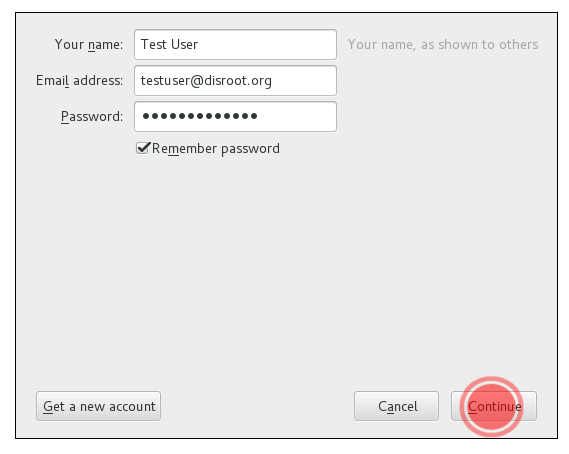 Your name: Test User Your name, as shown to others
Email address: testuser@disroot.org
Password: •••••••••••••
Remember password
Get a new account Cancel Continue